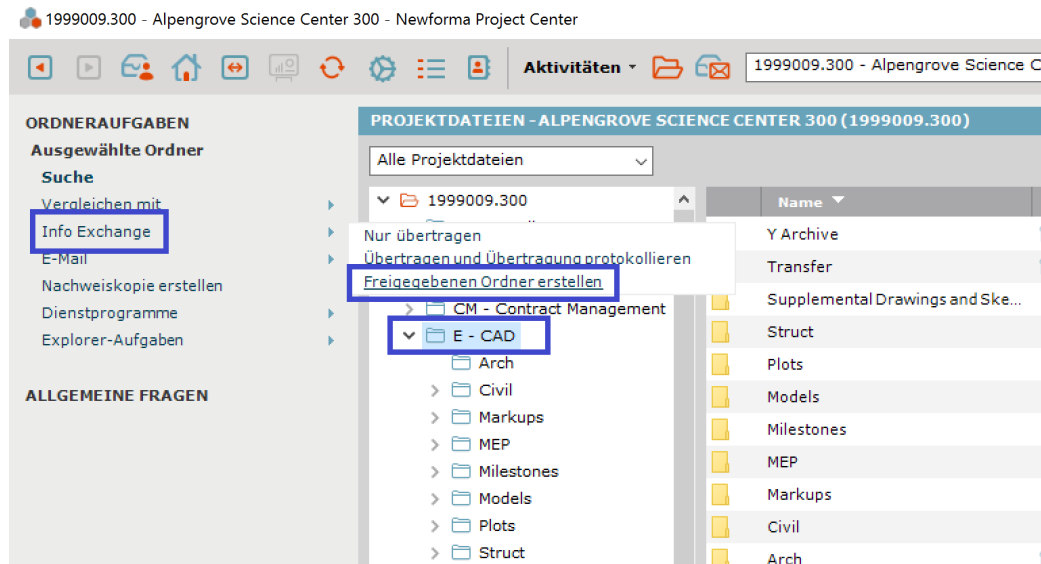 1999009.300 - Alpengrove Science Center 300 - Newforma Project Center
Aktivitäten
1999009.300 - Alpengrove Science C
ORDNERAUFGABEN
Ausgewählte Ordner
Suche
Vergleichen mit
Info Exchange
E-Mail
Nachweiskopie erstellen
Dienstprogramme
Explorer-Aufgaben
ALLGEMEINE FRAGEN
PROJEKTDATEIEN - ALPENGROVE SCIENCE CENTER 300 (1999009.300)
Alle Projektdateien
1999009.300
Nur übertragen
Übertragen und Übertragung protokollieren
Freigegebenen Ordner erstellen
CM - Contract Management
E - CAD
Arch
Civil
Markups
MEP
Milestones
Models
Plots
Struct
Name
Y Archive
Transfer
Supplemental Drawings and Ske...
Struct
Plots
Models
Milestones
MEP
Markups
Civil
Arch